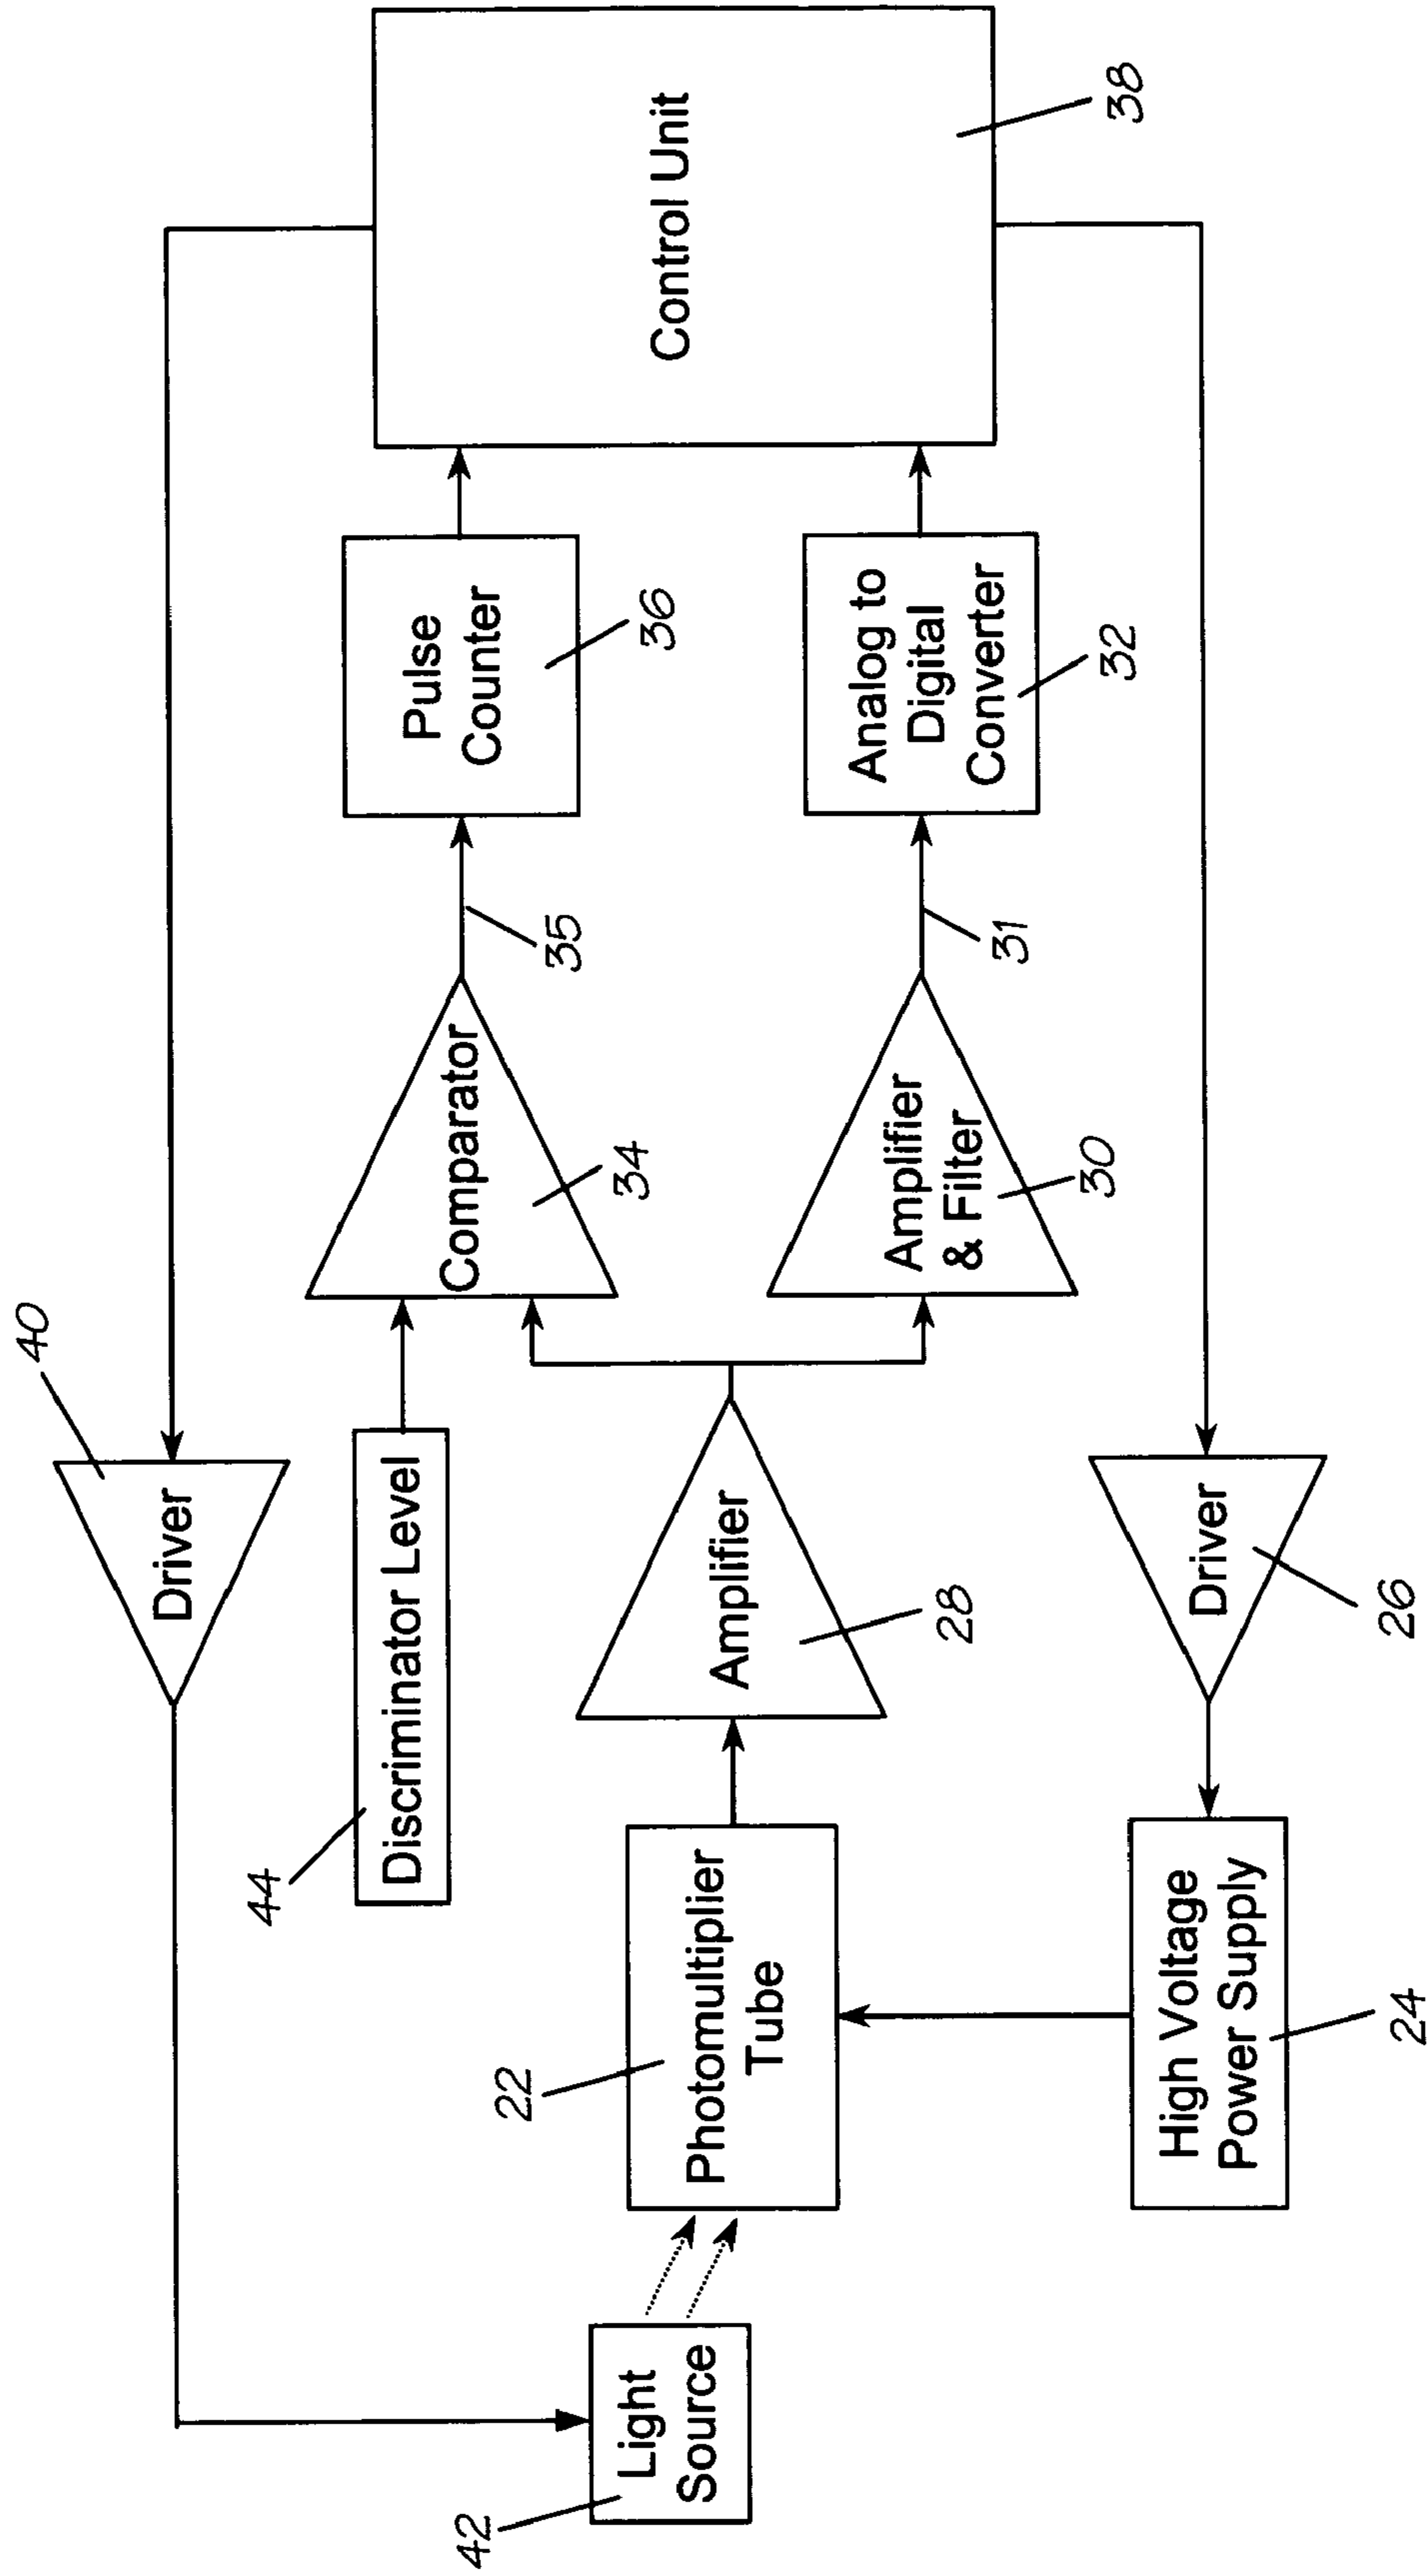 40
Driver
44
Discriminator Level
Comparator
34
35
Pulse
Counter
36
Control Unit
38
42
Light
Source
22
Photomultiplier
Tube
Amplifier
28
Amplifier
& Filter
30
31
Analog to
Digital
Converter
32
High Voltage
Power Supply
24
Driver
26